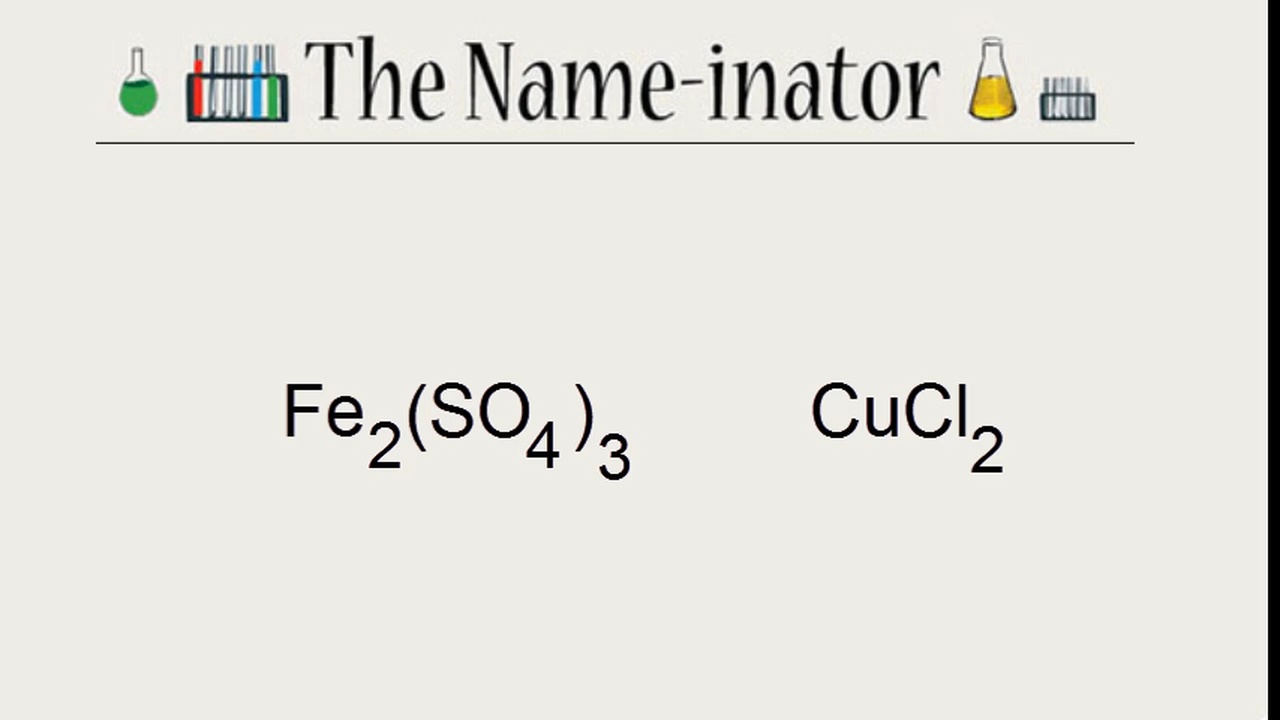 The Name-inator
Fe₂(SO₄)₃ CuCl₂